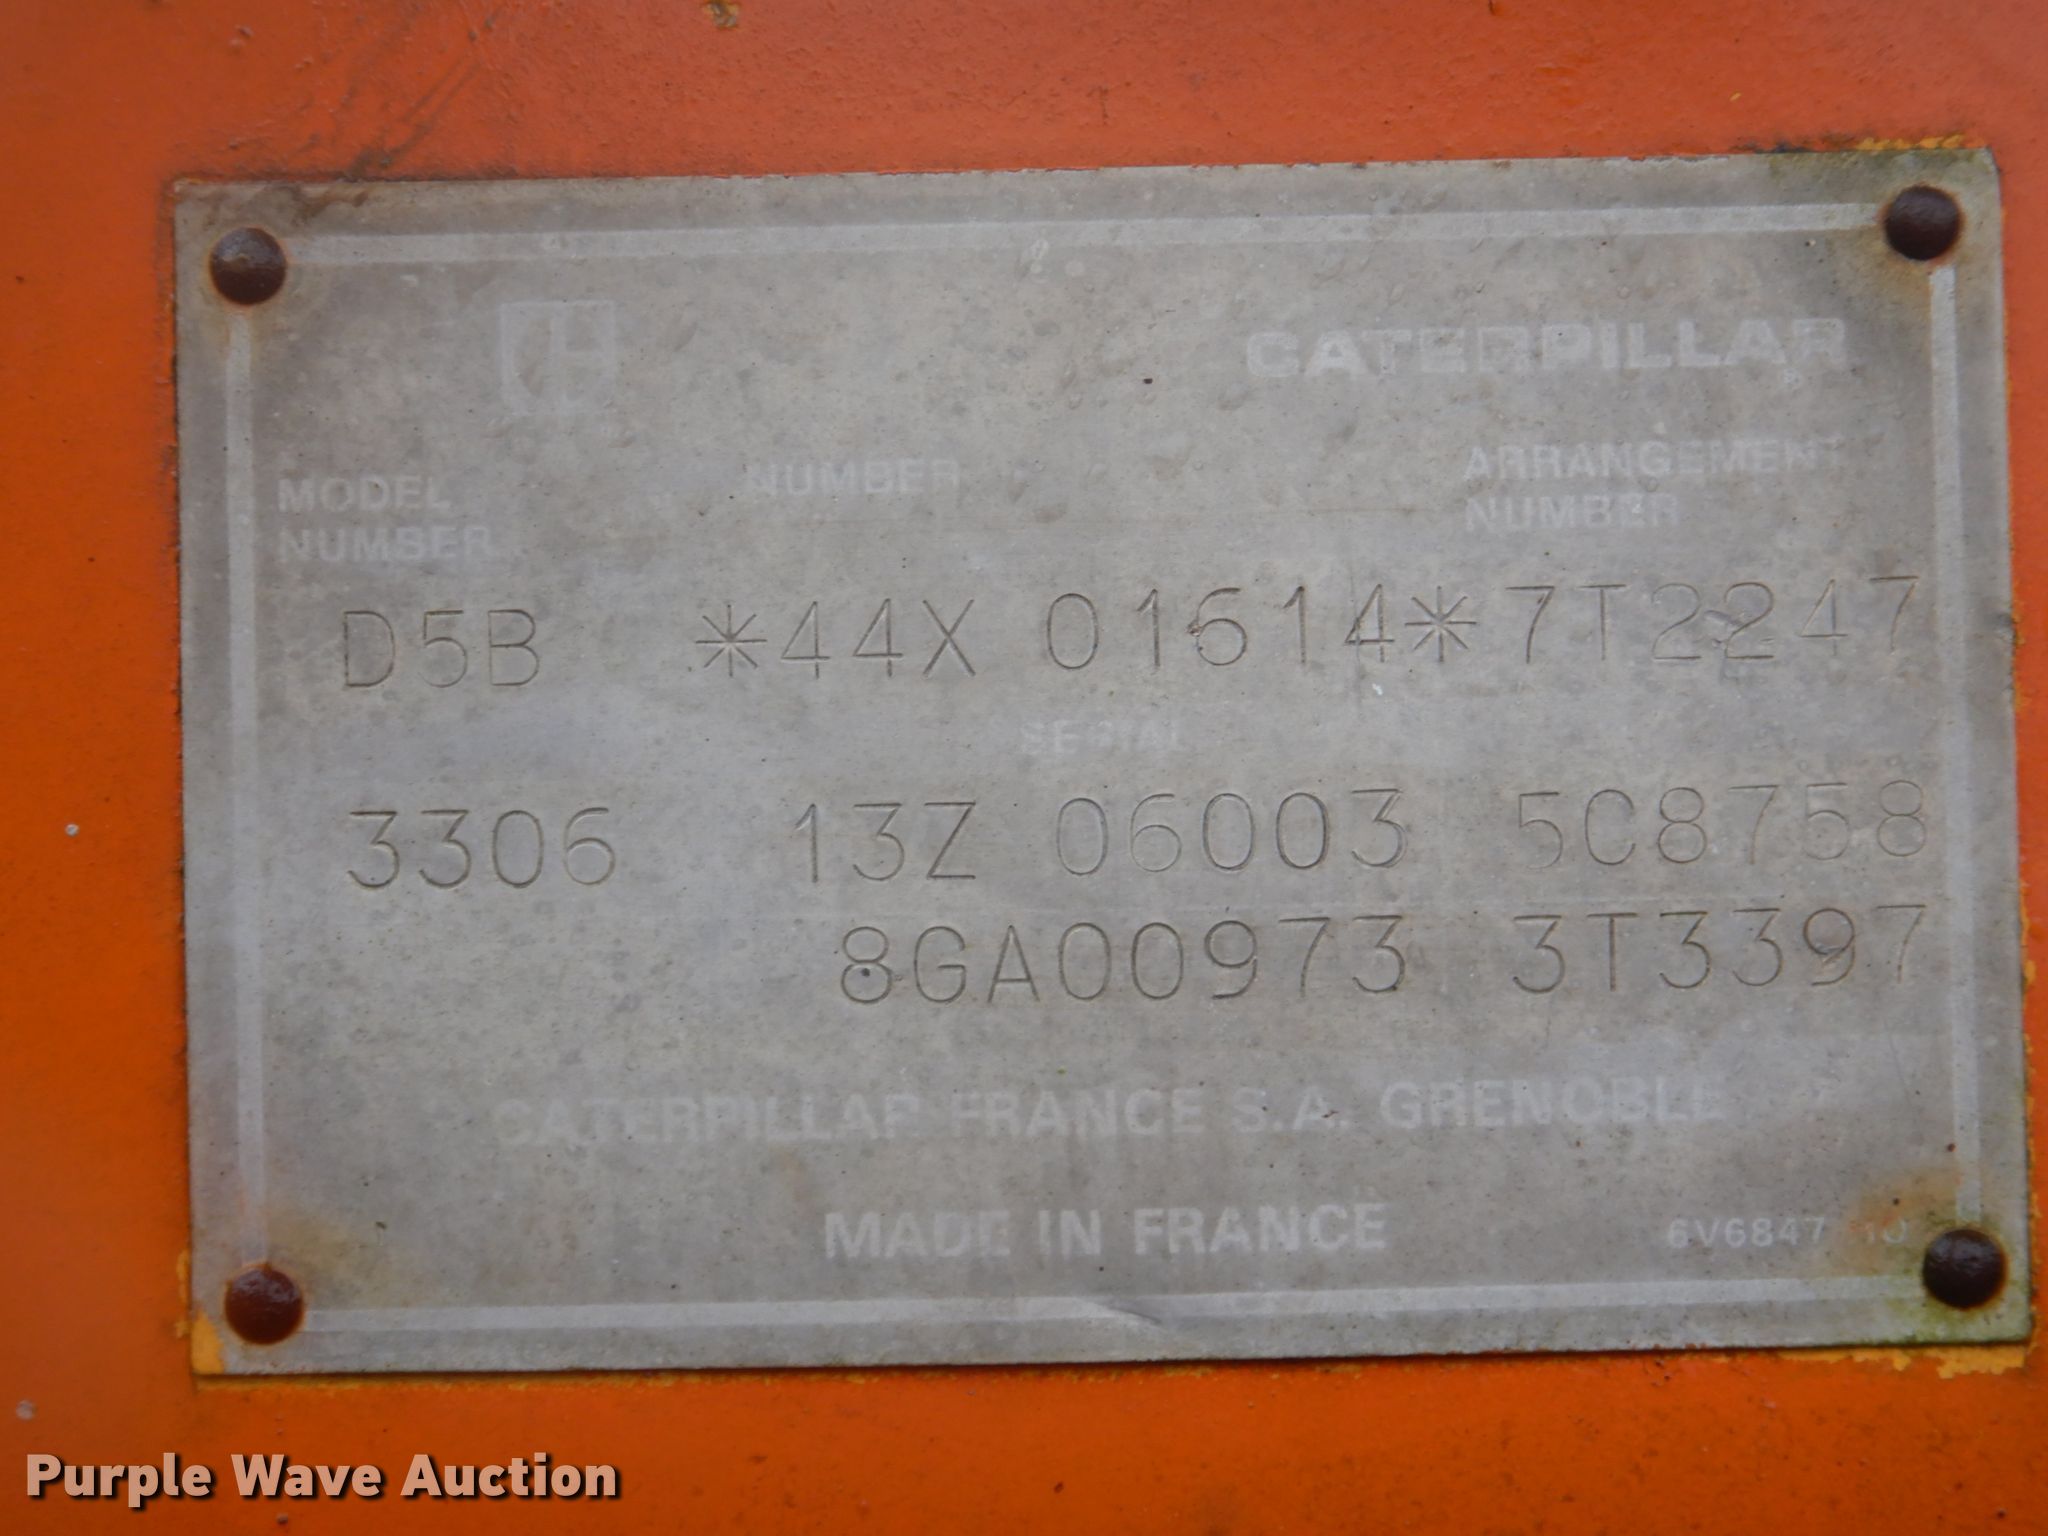 CATERPILLAR
MODEL NUMBER ARRANGEMENT
NUMBER NUMBER
D5B *44X 01614* 7T2247
SERIAL
3306 13Z 06003 5C8758
8GA00973 3T3397
CATERPILLAR FRANCE S.A. GRENOBLE
MADE IN FRANCE 6V6847
Purple Wave Auction